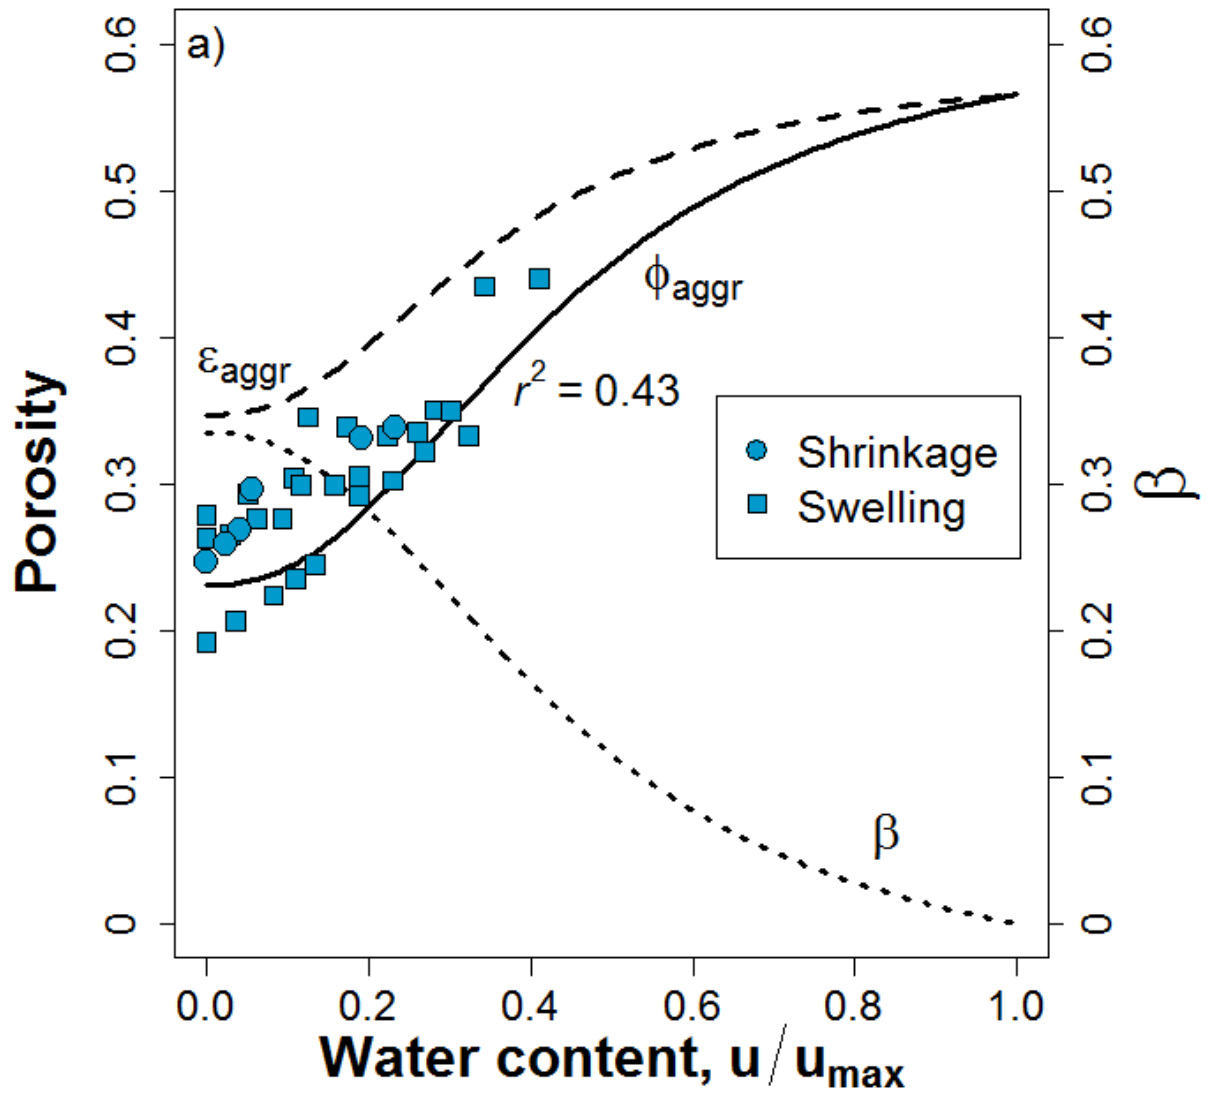 a)
Porosity
0.6
0.5
0.4
0.3
0.2
0.1
0
0.6
0.5
0.4
0.3
0.2
0.1
0
β
εaggr
ϕaggr
r² = 0.43
Shrinkage
Swelling
β
0.0 0.2 0.4 0.6 0.8 1.0
Water content, u/umax